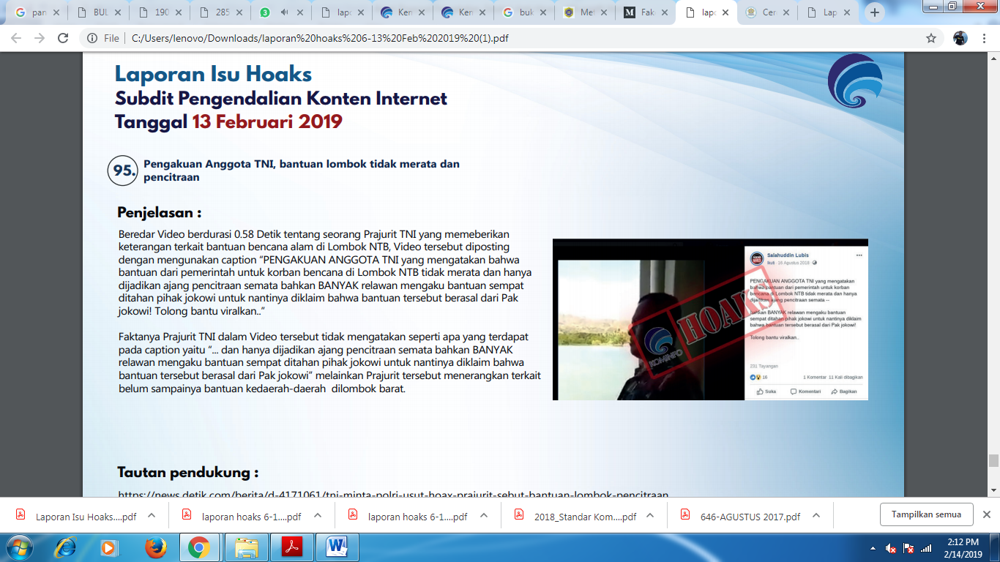 pan
BUL
190
285
3
lapo
Ken
Ken
buk
Met
Fak
lapo
Cer
Lap
File
C:/Users/lenovo/Downloads/laporan%20hoaks%206-13%20Feb%202019%20(1).pdf
Laporan Isu Hoaks
Subdit Pengendalian Konten Internet
Tanggal 13 Februari 2019
95.
Pengakuan Anggota TNI, bantuan lombok tidak merata dan
pencitraan
Penjelasan :
Beredar Video berdurasi 0.58 Detik tentang seorang Prajurit TNI yang memeberikan
keterangan terkait bantuan bencana alam di Lombok NTB, Video tersebut diposting
dengan mengunakan caption “PENGAKUAN ANGGOTA TNI yang mengatakan bahwa
bantuan dari pemerintah untuk korban bencana di Lombok NTB tidak merata dan hanya
dijadikan ajang pencitraan semata bahkan BANYAK relawan mengaku bantuan sempat
ditahan pihak jokowi untuk nantinya diklaim bahwa bantuan tersebut berasal dari Pak
jokowi! Tolong bantu viralkan..”
Faktanya Prajurit TNI dalam Video tersebut tidak mengatakan seperti apa yang terdapat
pada caption yaitu “... dan hanya dijadikan ajang pencitraan semata bahkan BANYAK
relawan mengaku bantuan sempat ditahan pihak jokowi untuk nantinya diklaim bahwa
bantuan tersebut berasal dari Pak jokowi” melainkan Prajurit tersebut menerangkan terkait
belum sampainya bantuan kedaerah-daerah dilombok barat.
Salahuddin Lubis
Ikuti · 16 Agustus 2018 ·
PENGAKUAN ANGGOTA TNI yang mengatakan
bahwa bantuan dari pemerintah untuk korban
bencana di Lombok NTB tidak merata dan hanya
dijadikan ajang pencitraan semata --
bahkan BANYAK relawan mengaku bantuan
sempat ditahan pihak jokowi untuk nantinya diklaim
bahwa bantuan tersebut berasal dari Pak jokowi!
Tolong bantu viralkan..
231 Tayangan
16
1 Komentar 11 Kali dibagikan
Suka
Komentari
Bagikan
KOMINFO
HOAKS
Tautan pendukung :
https://news.detik.com/berita/d-4171061/tni-minta-polri-usut-hoax-prajurit-sebut-bantuan-lombok-pencitraan
Laporan Isu Hoaks....pdf
laporan hoaks 6-1....pdf
laporan hoaks 6-1....pdf
2018_Standar Kom....pdf
646-AGUSTUS 2017.pdf
Tampilkan semua
2:12 PM
2/14/2019